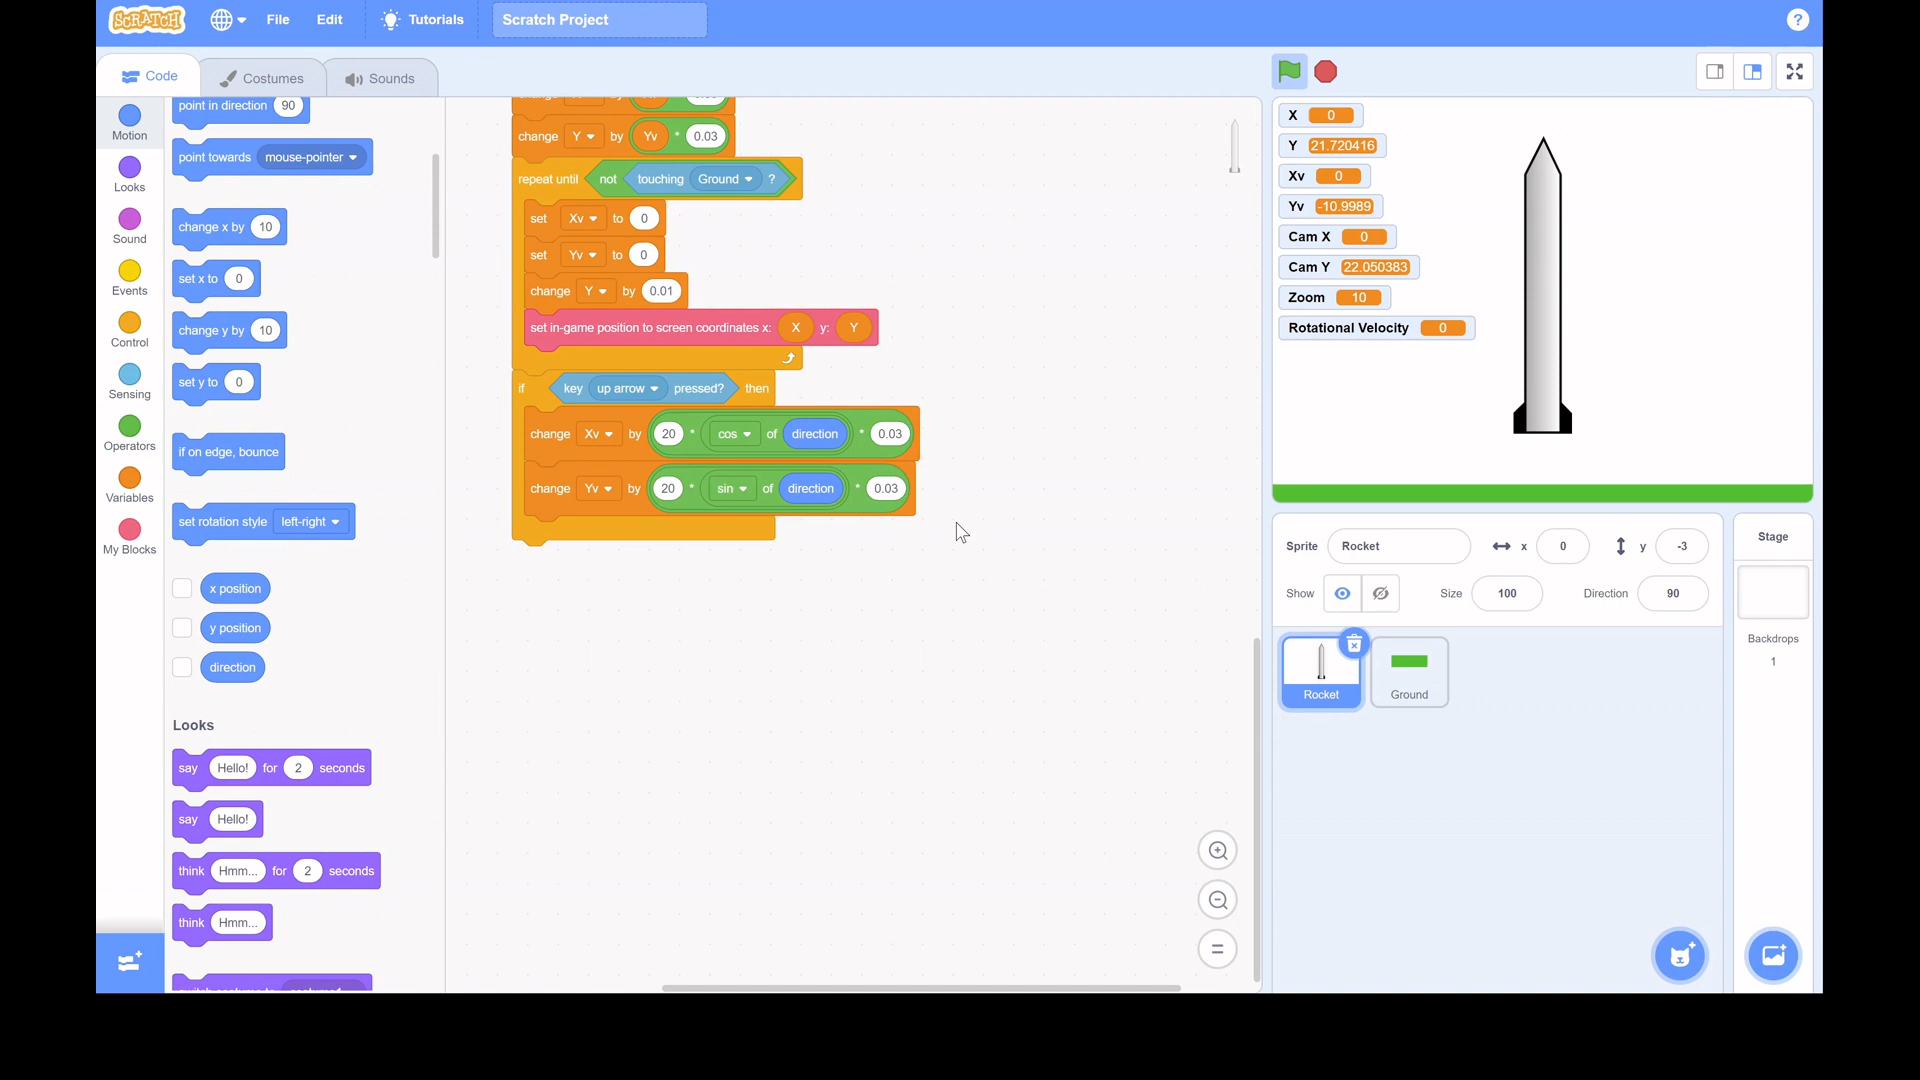 SCRATCH File Edit Tutorials Scratch Project ?
Code Costumes Sounds
Motion
Looks
Sound
Events
Control
Sensing
Operators
Variables
My Blocks
point in direction 90
point towards mouse-pointer
change x by 10
set x to 0
change y by 10
set y to 0
if on edge, bounce
set rotation style left-right
x position
y position
direction
Looks
say Hello! for 2 seconds
say Hello!
think Hmm... for 2 seconds
think Hmm...
change Y by Yv * 0.03
repeat until not touching Ground ?
set Xv to 0
set Yv to 0
change Y by 0.01
set in-game position to screen coordinates x: X y: Y
if key up arrow pressed? then
change Xv by 20 * cos of direction * 0.03
change Yv by 20 * sin of direction * 0.03
X 0
Y 21.720416
Xv 0
Yv -10.9989
Cam X 0
Cam Y 22.050383
Zoom 10
Rotational Velocity 0
Sprite Rocket x 0 y -3
Show Size 100 Direction 90
Rocket
Ground
Stage
Backdrops
1